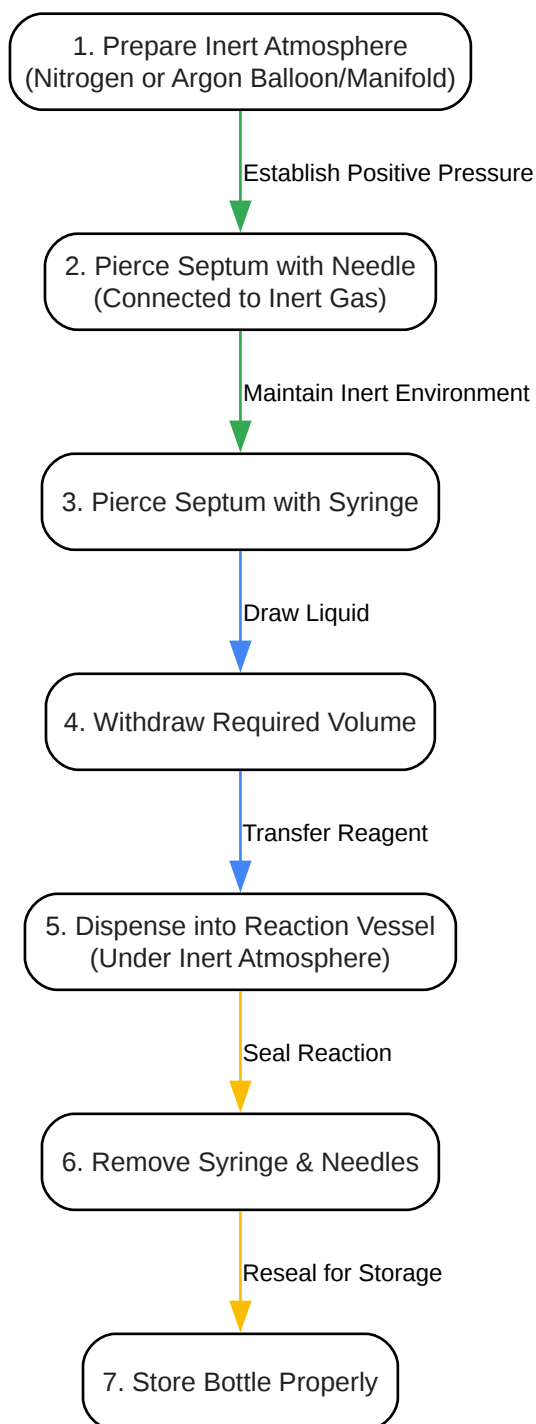 1. Prepare Inert Atmosphere
(Nitrogen or Argon Balloon/Manifold)
Establish Positive Pressure
2. Pierce Septum with Needle
(Connected to Inert Gas)
Maintain Inert Environment
3. Pierce Septum with Syringe
Draw Liquid
4. Withdraw Required Volume
Transfer Reagent
5. Dispense into Reaction Vessel
(Under Inert Atmosphere)
Seal Reaction
6. Remove Syringe & Needles
Reseal for Storage
7. Store Bottle Properly